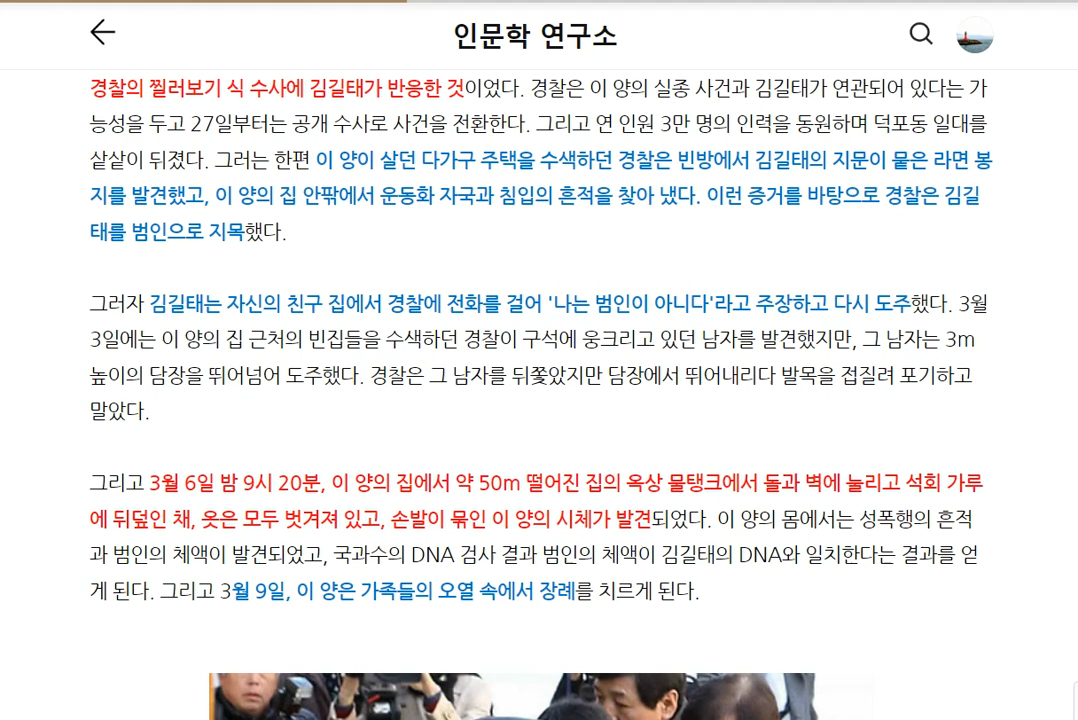 인문학 연구소
경찰의 찔러보기 식 수사에 김길태가 반응한 것이었다. 경찰은 이 양의 실종 사건과 김길태가 연관되어 있다는 가
능성을 두고 27일부터는 공개 수사로 사건을 전환한다. 그리고 연 인원 3만 명의 인력을 동원하며 덕포동 일대를
샅샅이 뒤졌다. 그러는 한편 이 양이 살던 다가구 주택을 수색하던 경찰은 빈방에서 김길태의 지문이 뭍은 라면 봉
지를 발견했고, 이 양의 집 안팎에서 운동화 자국과 침입의 흔적을 찾아 냈다. 이런 증거를 바탕으로 경찰은 김길
태를 범인으로 지목했다.
그러자 김길태는 자신의 친구 집에서 경찰에 전화를 걸어 '나는 범인이 아니다'라고 주장하고 다시 도주했다. 3월
3일에는 이 양의 집 근처의 빈집들을 수색하던 경찰이 구석에 웅크리고 있던 남자를 발견했지만, 그 남자는 3m
높이의 담장을 뛰어넘어 도주했다. 경찰은 그 남자를 뒤쫓았지만 담장에서 뛰어내리다 발목을 접질려 포기하고
말았다.
그리고 3월 6일 밤 9시 20분, 이 양의 집에서 약 50m 떨어진 집의 옥상 물탱크에서 돌과 벽에 눌리고 석회 가루
에 뒤덮인 채, 옷은 모두 벗겨져 있고, 손발이 묶인 이 양의 시체가 발견되었다. 이 양의 몸에서는 성폭행의 흔적
과 범인의 체액이 발견되었고, 국과수의 DNA 검사 결과 범인의 체액이 김길태의 DNA와 일치한다는 결과를 얻
게 된다. 그리고 3월 9일, 이 양은 가족들의 오열 속에서 장례를 치르게 된다.